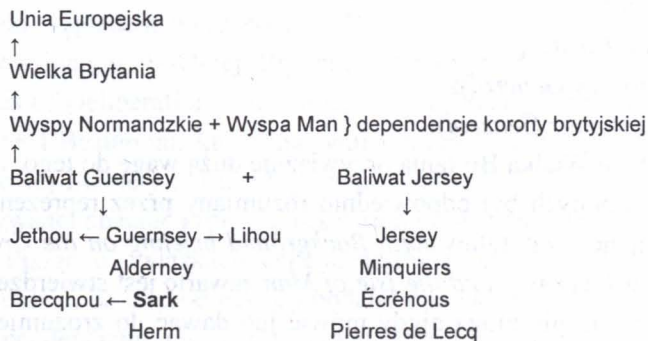 Unia Europejska
↑
Wielka Brytania
↑
Wyspy Normandzkie + Wyspa Man } dependencje korony brytyjskiej
↑
Baliwat Guernsey + Baliwat Jersey
↓ ↓
Jethou ← Guernsey → Lihou Jersey
Alderney Minquiers
Brecqhou ← Sark Écréhous
Herm Pierres de Lecq